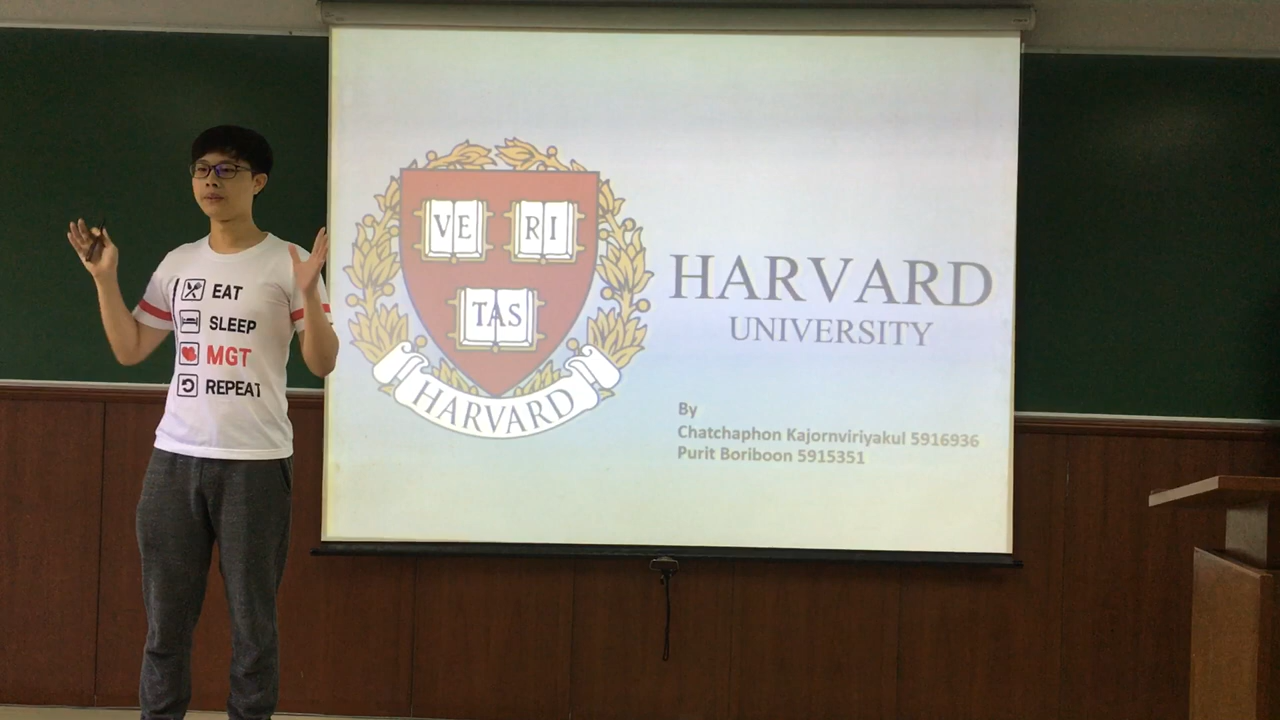 EAT
SLEEP
MGT
REPEAT
VE RI
TAS
HARVARD
HARVARD
UNIVERSITY
By
Chatchaphon Kajornviriyakul 5916936
Purit Boriboon 5915351